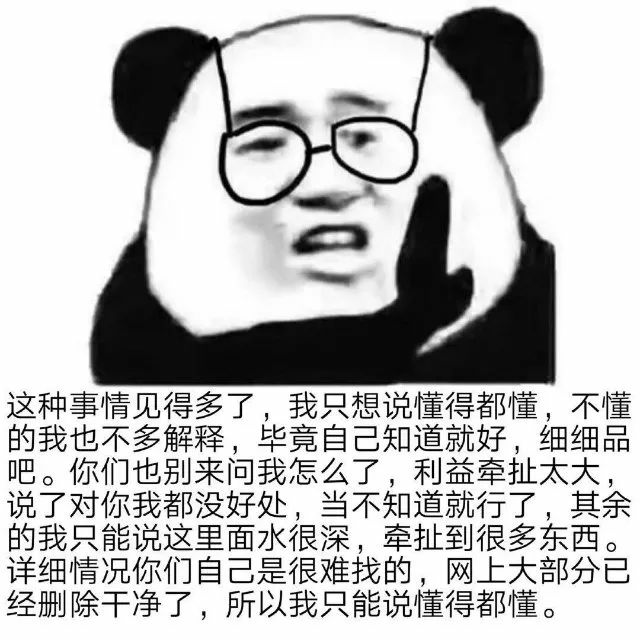 这种事情见得多了，我只想说懂得都懂，不懂
的我也不多解释，毕竟自己知道就好，细细品
吧。你们也别来问我怎么了，利益牵扯太大，
说了对你我都没好处，当不知道就行了，其余
的我只能说这里面水很深，牵扯到很多东西。
详细情况你们自己是很难找的，网上大部分已
经删除干净了，所以我只能说懂得都懂。